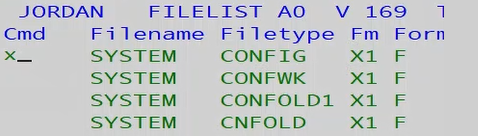 JORDAN FILELIST A0 V 169 T
Cmd Filename Filetype Fm Form
x_ SYSTEM CONFIG X1 F
SYSTEM CONFWK X1 F
SYSTEM CONFOLD1 X1 F
SYSTEM CNFOLD X1 F